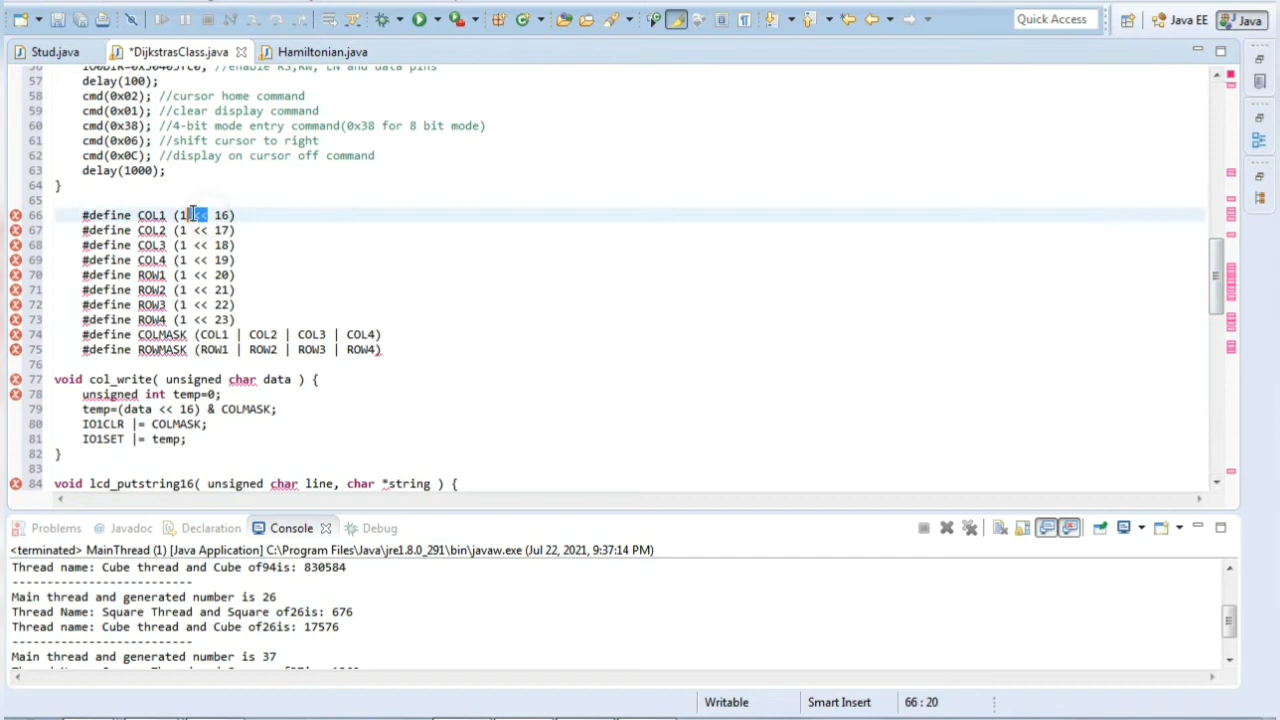 Quick Access
Java EE
Java
Stud.java
*DijkstrasClass.java
Hamiltonian.java
//enable RS,RW, EN and data pins
57 delay(100);
58 cmd(0x02); //cursor home command
59 cmd(0x01); //clear display command
60 cmd(0x38); //4-bit mode entry command(0x38 for 8 bit mode)
61 cmd(0x06); //shift cursor to right
62 cmd(0x0C); //display on cursor off command
63 delay(1000);
64 }
65
66 #define COL1 (1 << 16)
67 #define COL2 (1 << 17)
68 #define COL3 (1 << 18)
69 #define COL4 (1 << 19)
70 #define ROW1 (1 << 20)
71 #define ROW2 (1 << 21)
72 #define ROW3 (1 << 22)
73 #define ROW4 (1 << 23)
74 #define COLMASK (COL1 | COL2 | COL3 | COL4)
75 #define ROWMASK (ROW1 | ROW2 | ROW3 | ROW4)
76
77 void col_write( unsigned char data ) {
78 unsigned int temp=0;
79 temp=(data << 16) & COLMASK;
80 IO1CLR |= COLMASK;
81 IO1SET |= temp;
82 }
83
84 void lcd_putstring16( unsigned char line, char *string ) {
Problems
Javadoc
Declaration
Console
Debug
<terminated> MainThread (1) [Java Application] C:\Program Files\Java\jre1.8.0_291\bin\javaw.exe (Jul 22, 2021, 9:37:14 PM)
Thread name: Cube thread and Cube of94is: 830584
-------------------------
Main thread and generated number is 26
Thread Name: Square Thread and Square of26is: 676
Thread name: Cube thread and Cube of26is: 17576
-------------------------
Main thread and generated number is 37
Writable
Smart Insert
66 : 20